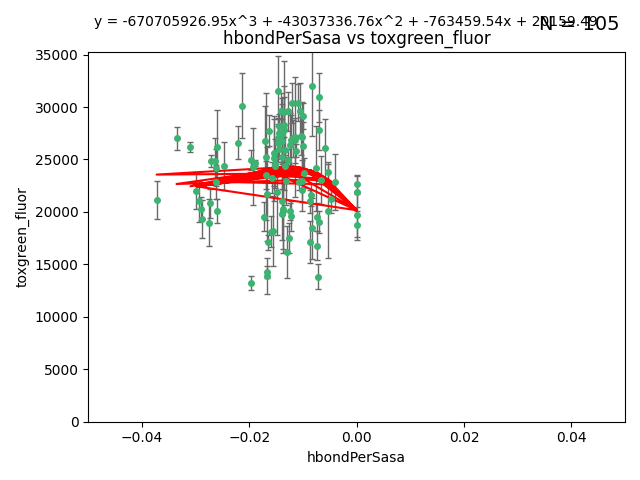 y = -670705926.95x^3 + -43037336.76x^2 + -763459.54x + 20159.49
N = 105
hbondPerSasa vs toxgreen_fluor
35000
30000
25000
20000
15000
10000
5000
0
toxgreen_fluor
−0.04
−0.02
0.00
0.02
0.04
hbondPerSasa